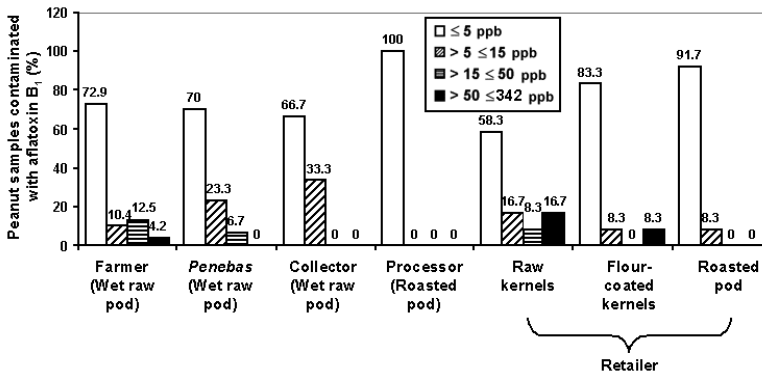 Peanut samples contaminated
with aflatoxin B₁ (%)
120
100
80
60
40
20
0
≤ 5 ppb
> 5 ≤15 ppb
> 15 ≤50 ppb
> 50 ≤342 ppb
72.9
10.4
12.5
4.2
70
23.3
6.7
0
66.7
33.3
0
0
100
0
0
0
58.3
16.7
8.3
16.7
83.3
8.3
0
8.3
91.7
8.3
0
0
Farmer
(Wet raw
pod)
Penebas
(Wet raw
pod)
Collector
(Wet raw
pod)
Processor
(Roasted
pod)
Raw
kernels
Flour-
coated
kernels
Roasted
pod
Retailer